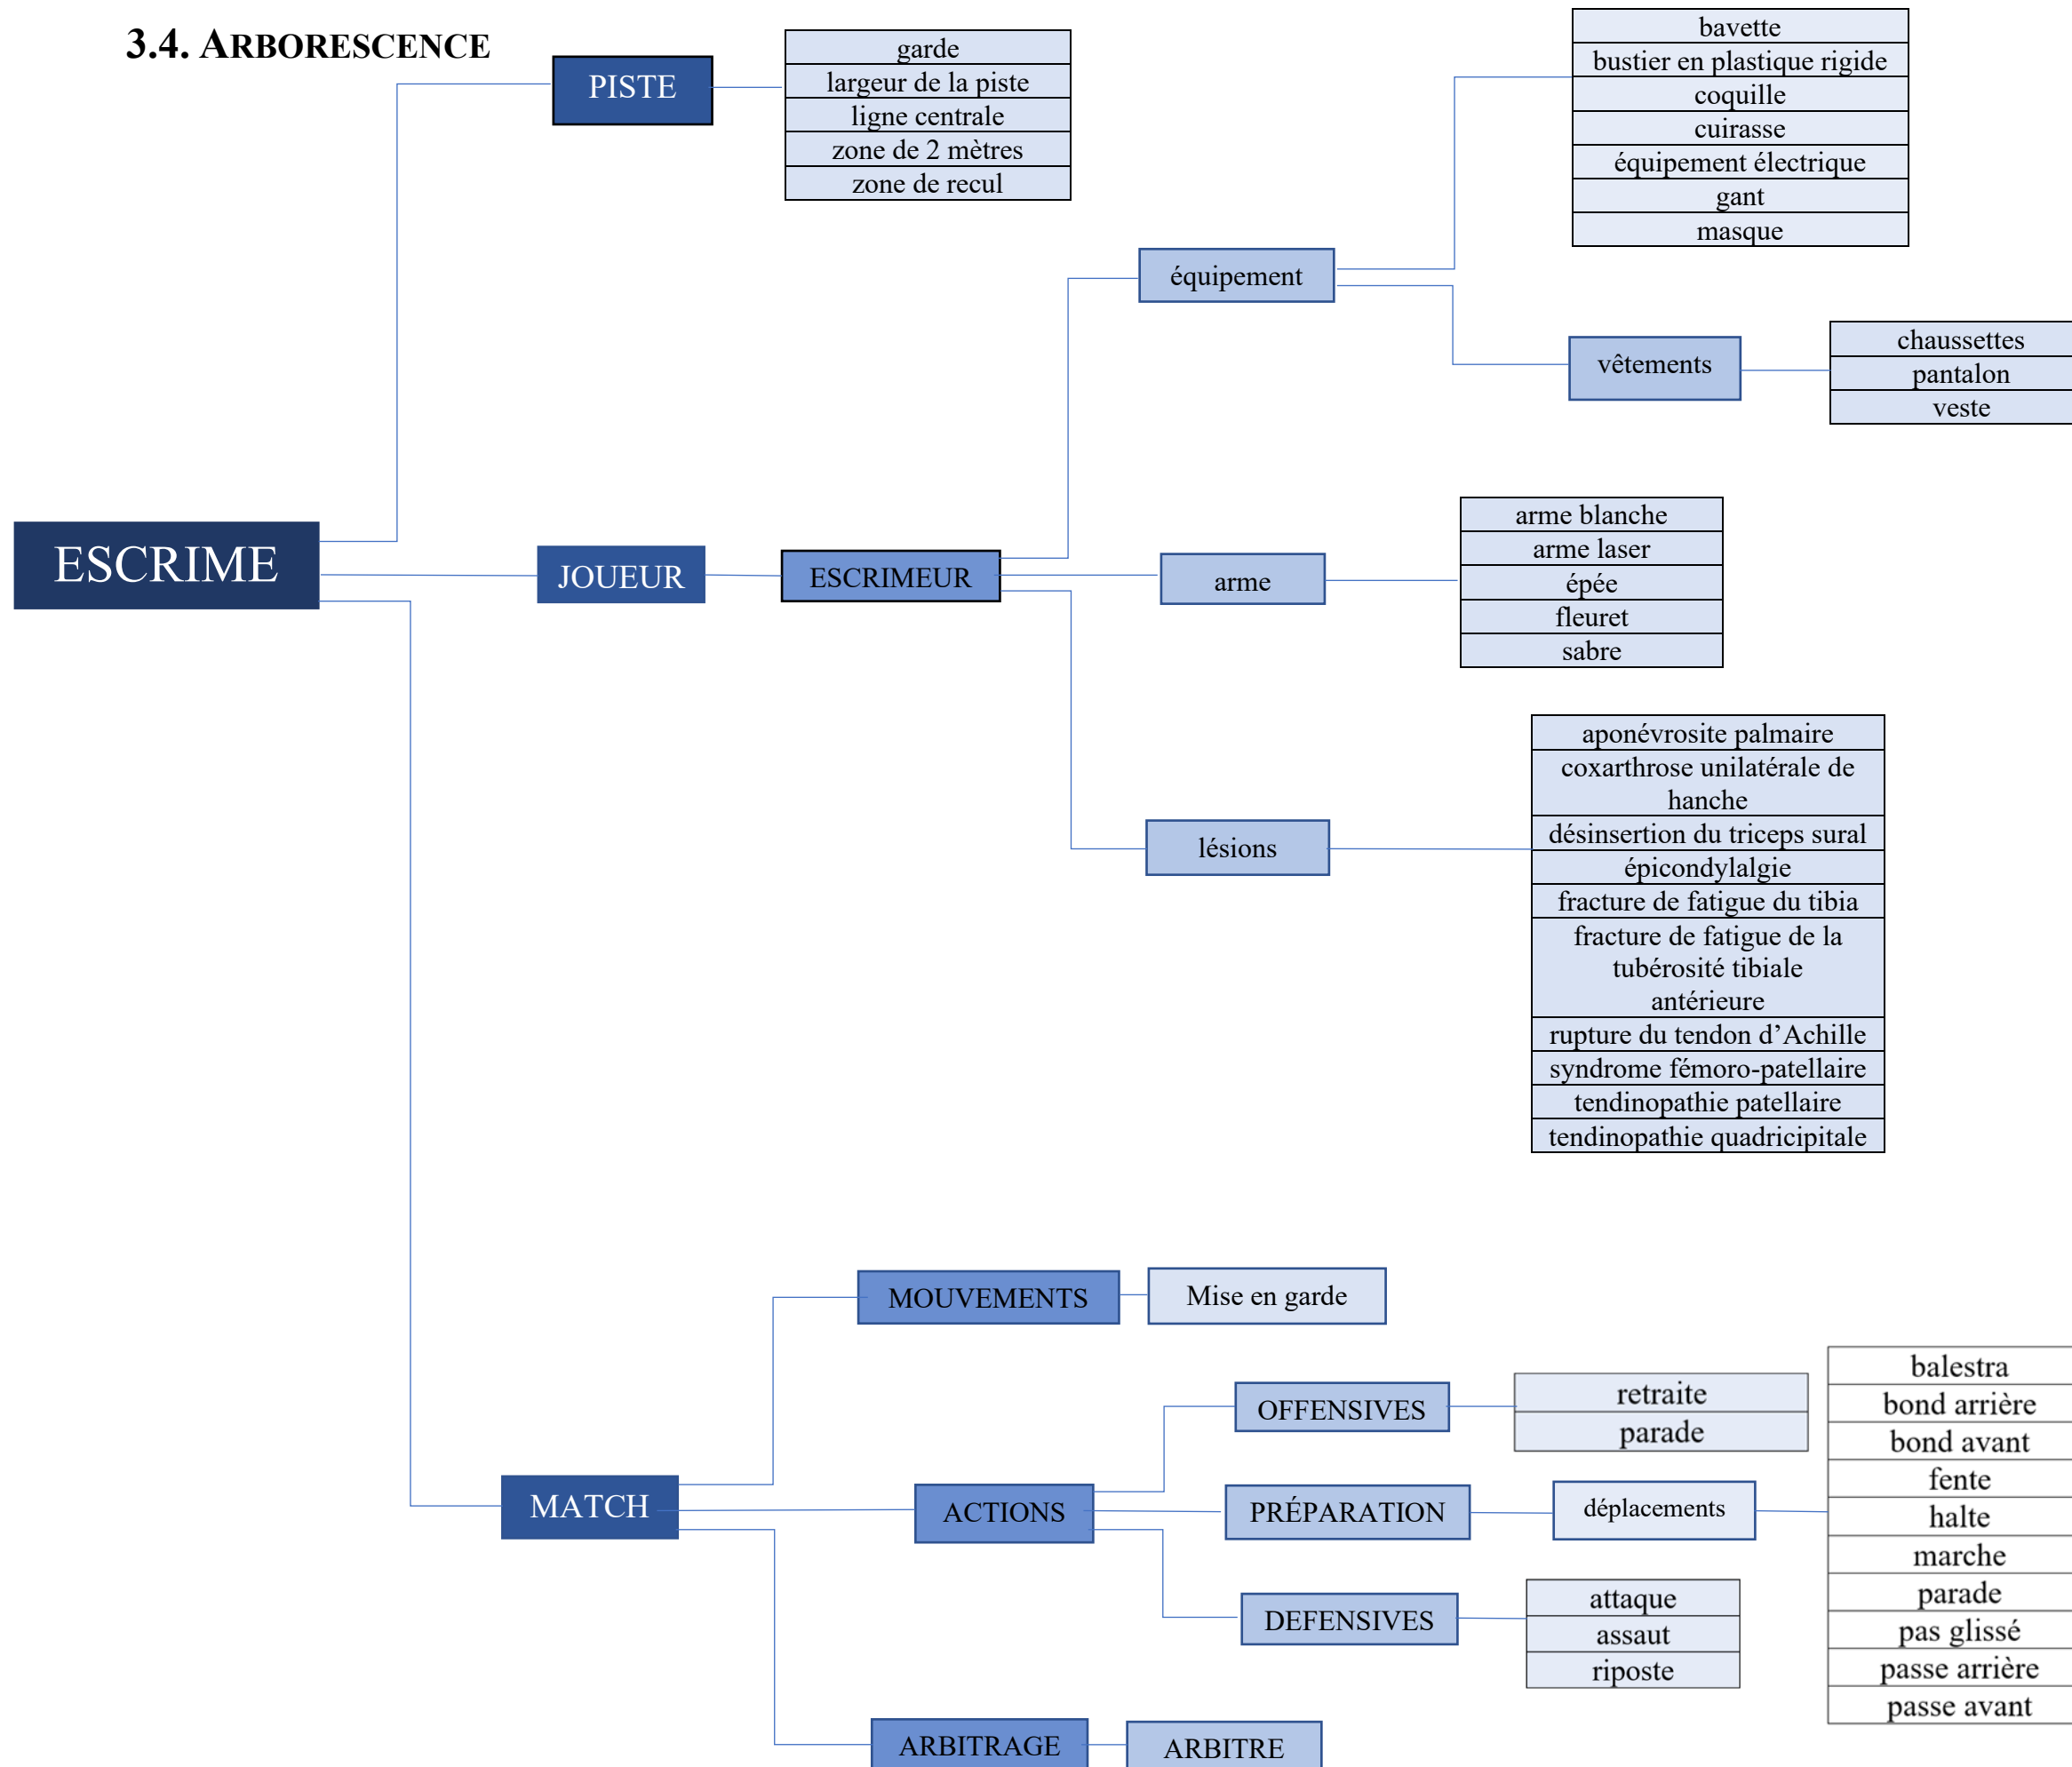 3.4. ARBORESCENCE
PISTE
garde
largeur de la piste
ligne centrale
zone de 2 mètres
zone de recul
bavette
bustier en plastique rigide
coquille
cuirasse
équipement électrique
gant
masque
équipement
vêtements
chaussettes
pantalon
veste
ESCRIME
JOUEUR
ESCRIMEUR
arme
arme blanche
arme laser
épée
fleuret
sabre
lésions
aponévrosite palmaire
coxarthrose unilatérale de
hanche
désinsertion du triceps sural
épicondylalgie
fracture de fatigue du tibia
fracture de fatigue de la
tubérosité tibiale
antérieure
rupture du tendon d’Achille
syndrome fémoro-patellaire
tendinopathie patellaire
tendinopathie quadricipitale
MATCH
MOUVEMENTS
Mise en garde
ACTIONS
OFFENSIVES
retraite
parade
PRÉPARATION
déplacements
balestra
bond arrière
bond avant
fente
halte
marche
parade
pas glissé
passe arrière
passe avant
DEFENSIVES
attaque
assaut
riposte
ARBITRAGE
ARBITRE